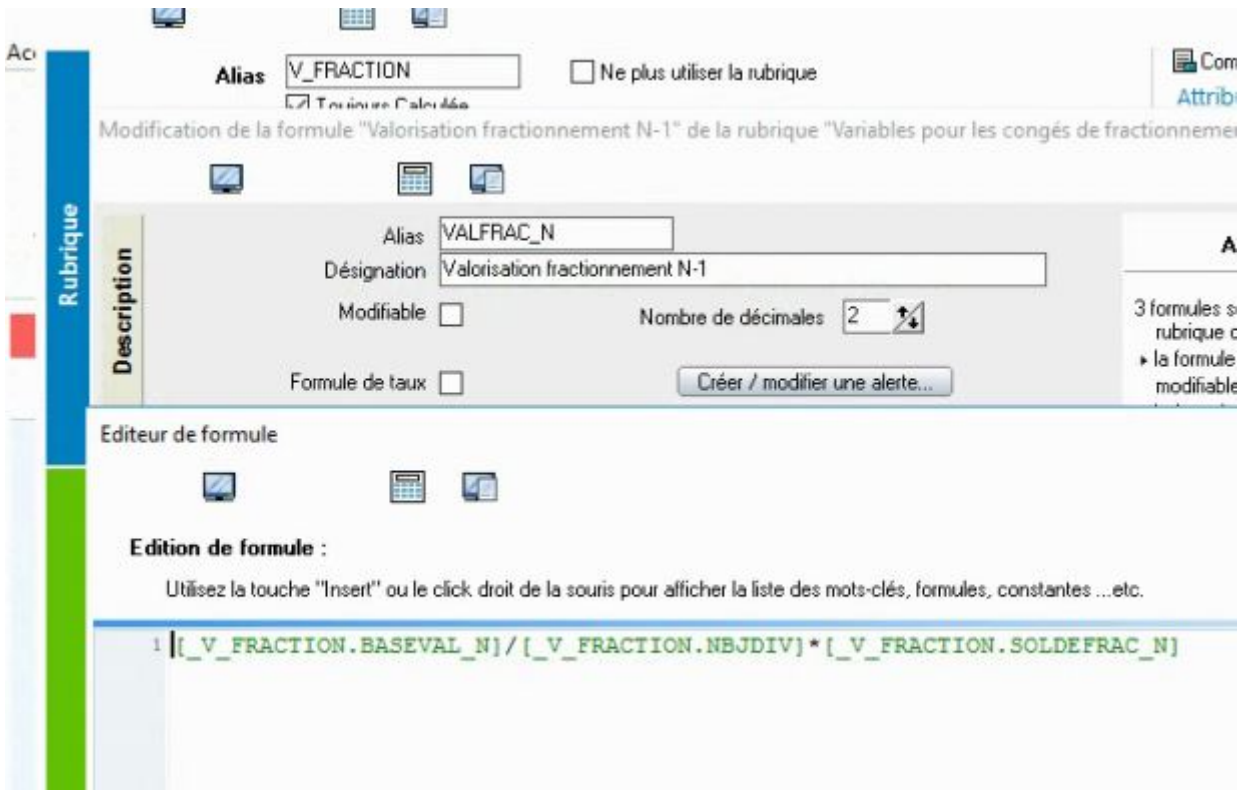 Alias V_FRACTION Ne plus utiliser la rubrique
Toujours Calculée
Attrib
Modification de la formule "Valorisation fractionnement N-1" de la rubrique "Variables pour les congés de fractionnemen
Rubrique
Description
Alias VALFRAC_N
Désignation Valorisation fractionnement N-1
Modifiable Nombre de décimales 2
Formule de taux Créer / modifier une alerte...
A
3 formules s
rubrique
la formule
modifiable
Editeur de formule
Edition de formule :
Utilisez la touche "Insert" ou le click droit de la souris pour afficher la liste des mots-clés, formules, constantes ...etc.
1 [_V_FRACTION.BASEVAL_N]/[_V_FRACTION.NBJDIV]*[_V_FRACTION.SOLDEFRAC_N]